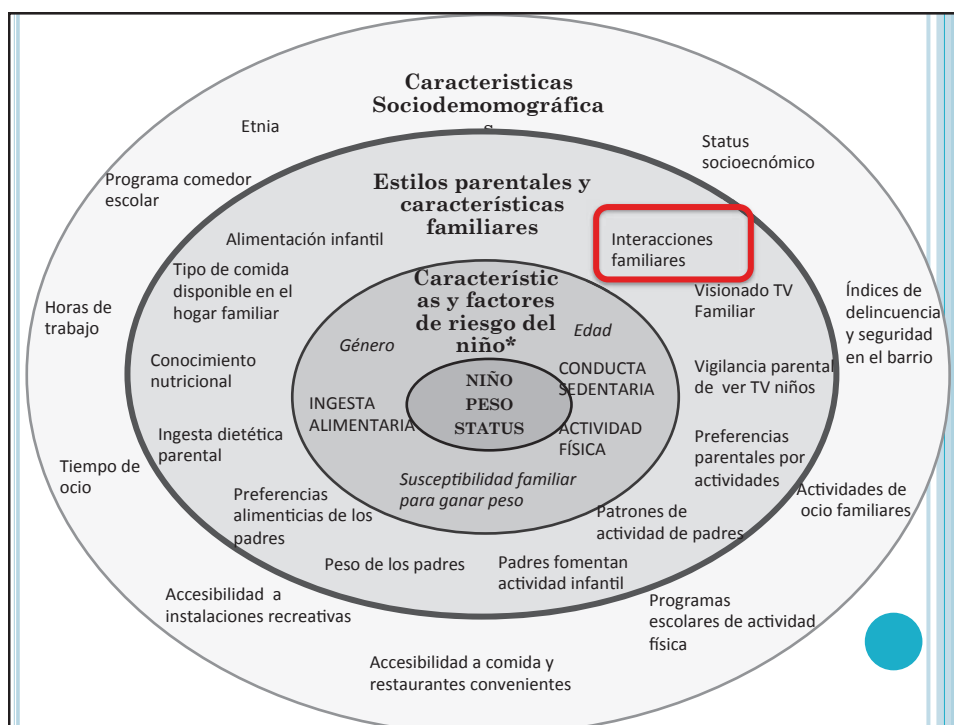 Caracteristicas
Sociodemomográfica
s
Etnia
Status
socioecnómico
Programa comedor
escolar
Estilos parentales y
características
familiares
Alimentación infantil
Interacciones
familiares
Tipo de comida
disponible en el
hogar familiar
Característic
as y factores
de riesgo del
niño*
Visionado TV
Familiar
Índices de
delincuencia
y seguridad
en el barrio
Horas de
trabajo
Género
Edad
Conocimiento
nutricional
NIÑO
PESO
STATUS
CONDUCTA
SEDENTARIA
Vigilancia parental
de ver TV niños
INGESTA
ALIMENTARIA
ACTIVIDAD
FÍSICA
Ingesta dietética
parental
Preferencias
parentales por
actividades
Tiempo de
ocio
Susceptibilidad familiar
para ganar peso
Actividades de
ocio familiares
Preferencias
alimenticias de los
padres
Patrones de
actividad de padres
Peso de los padres
Padres fomentan
actividad infantil
Accesibilidad a
instalaciones recreativas
Programas
escolares de actividad
física
Accesibilidad a comida y
restaurantes convenientes